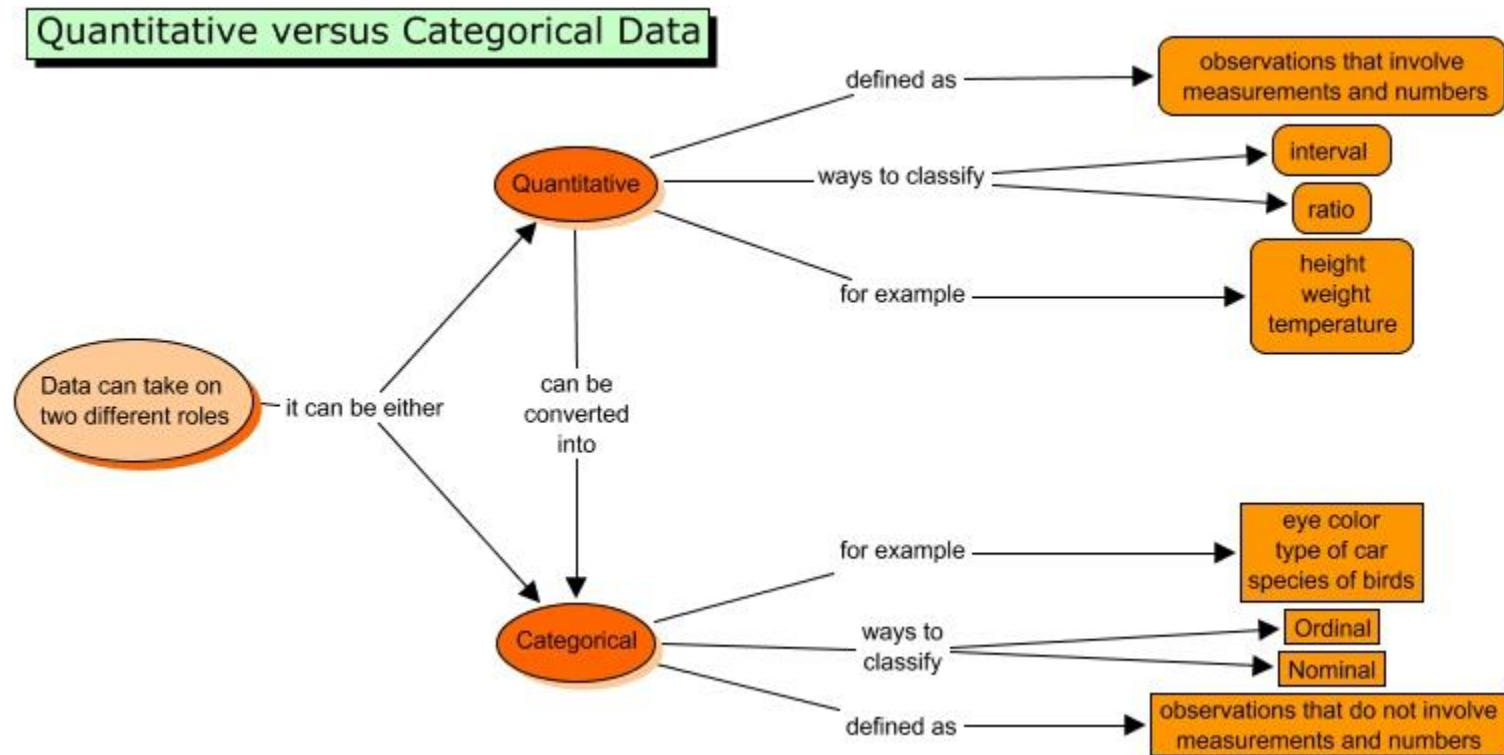 Quantitative versus Categorical Data
defined as
observations that involve
measurements and numbers
Quantitative
ways to classify
interval
ratio
for example
height
weight
temperature
Data can take on
two different roles
it can be either
can be
converted
into
for example
eye color
type of car
species of birds
Categorical
ways to
classify
Ordinal
Nominal
defined as
observations that do not involve
measurements and numbers